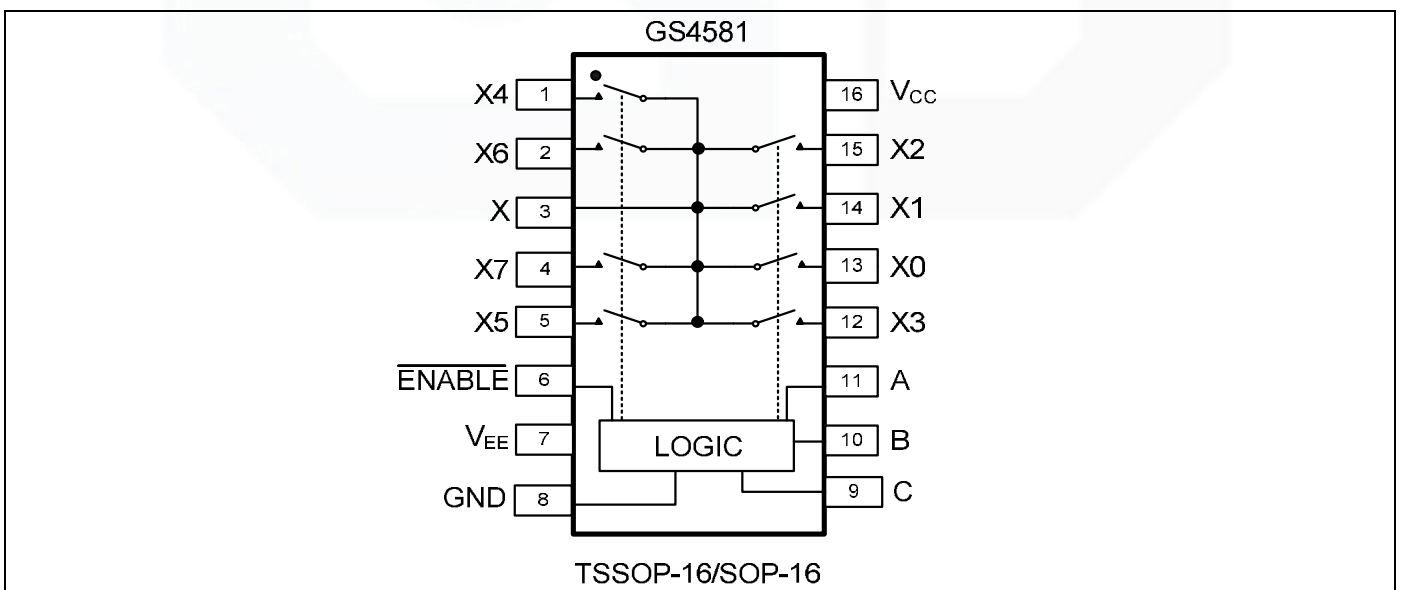 GS4581
X4 1
X6 2
X 3
X7 4
X5 5
ENABLE 6
VEE 7
GND 8
16 VCC
15 X2
14 X1
13 X0
12 X3
11 A
10 B
9 C
LOGIC
TSSOP-16/SOP-16